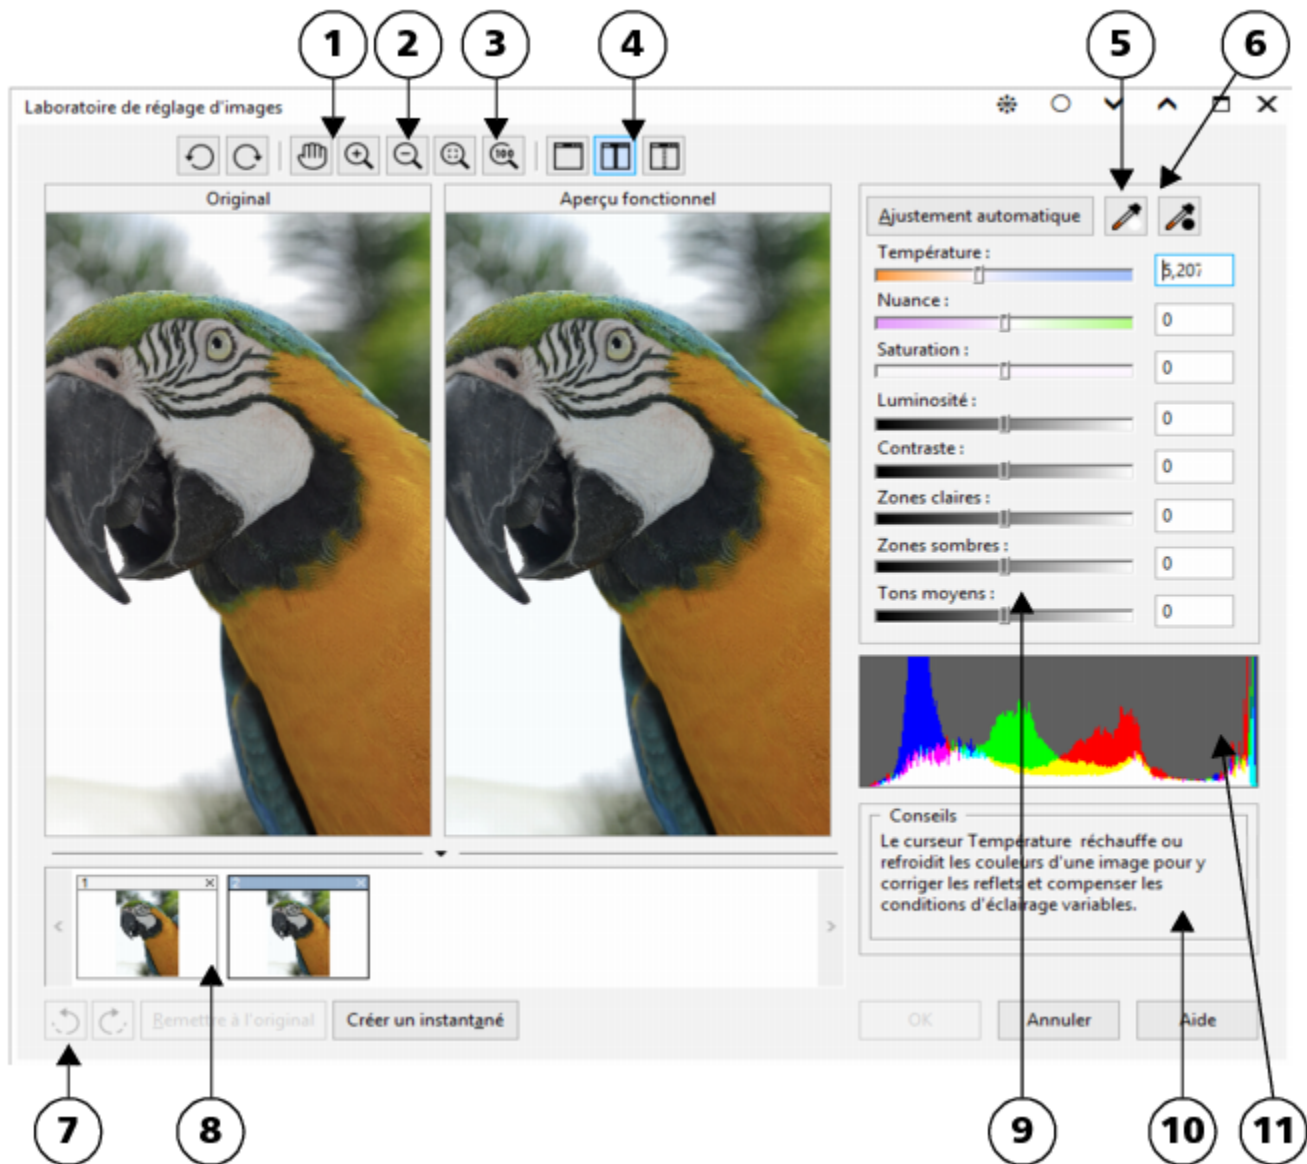 1 2 3 4 5 6
Laboratoire de réglage d'images
100
Original
Aperçu fonctionnel
Ajustement automatique
Température :
5,207
Nuance :
0
Saturation :
0
Luminosité :
0
Contraste :
0
Zones claires :
0
Zones sombres :
0
Tons moyens :
0
Conseils
Le curseur Température réchauffe ou
refroidit les couleurs d'une image pour y
corriger les reflets et compenser les
conditions d'éclairage variables.
1
2
Remettre à l'original
Créer un instantané
OK
Annuler
Aide
7 8 9 10 11